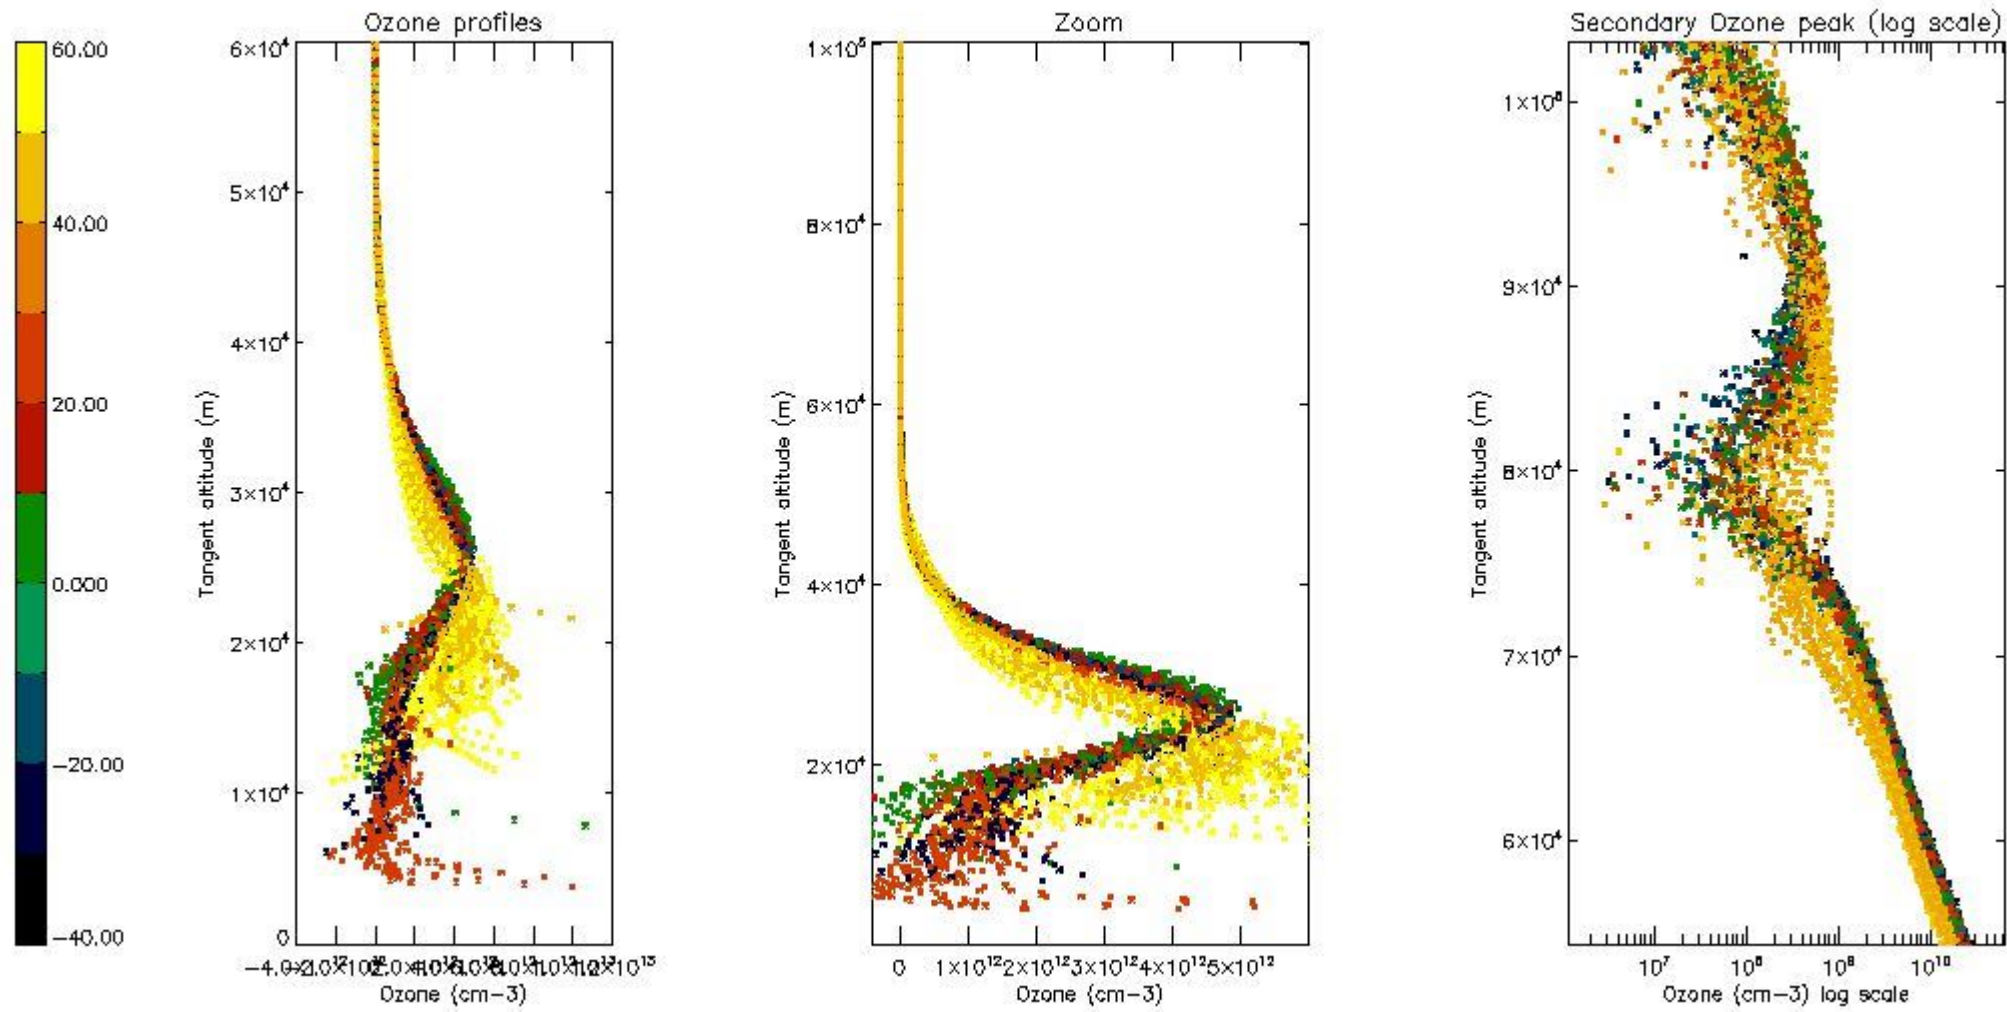 Ozone profiles
Zoom
Secondary Ozone peak (log scale)
60.00
40.00
20.00
0.000
−20.00
−40.00
6×10⁴
5×10⁴
4×10⁴
3×10⁴
2×10⁴
1×10⁴
0
Tangent altitude (m)
Ozone (cm−3)
1×10⁵
8×10⁴
6×10⁴
4×10⁴
2×10⁴
Tangent altitude (m)
0 1×10¹² 2×10¹² 3×10¹² 4×10¹² 5×10¹²
Ozone (cm−3)
1×10⁵
9×10⁴
8×10⁴
7×10⁴
6×10⁴
Tangent altitude (m)
10⁷ 10⁸ 10⁹ 10¹⁰
Ozone (cm−3) log scale